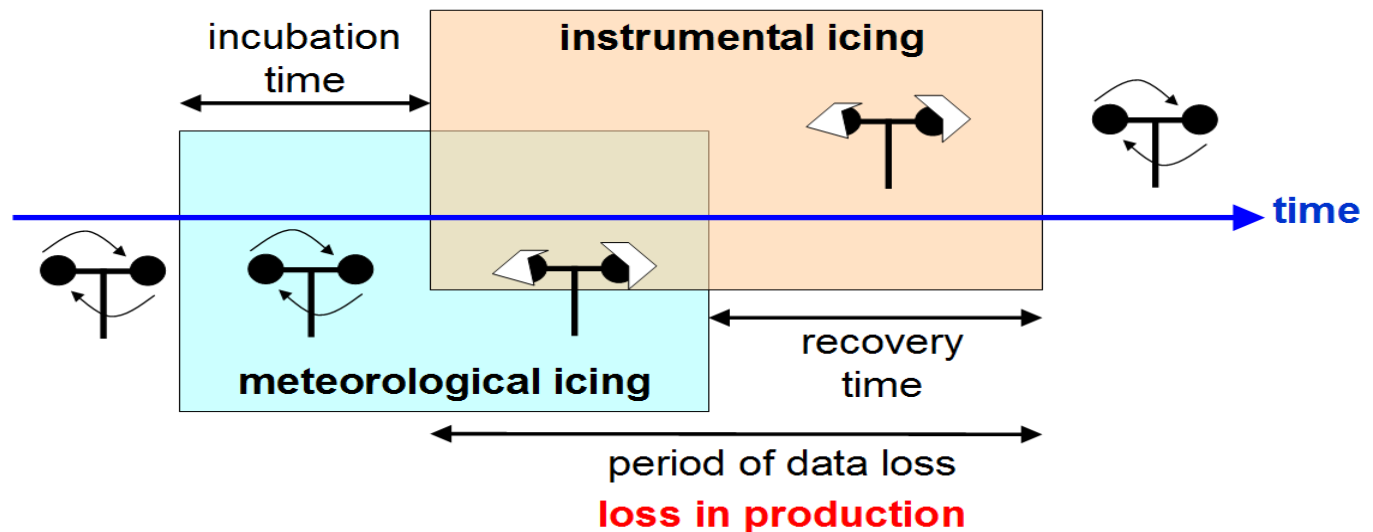 incubation
time
instrumental icing
time
meteorological icing
recovery
time
period of data loss
loss in production